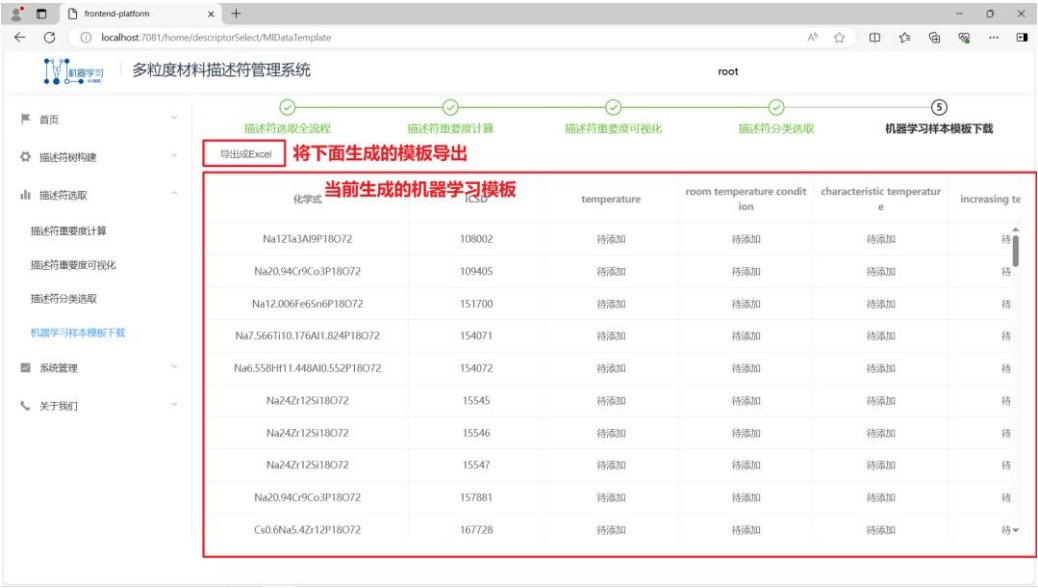 frontend-platform
localhost:7081/home/descriptorSelect/MlDataTemplate
机器学习
多粒度材料描述符管理系统
root
首页
描述符树构建
描述符选取
描述符重要度计算
描述符重要度可视化
描述符分类选取
机器学习样本模板下载
系统管理
关于我们
描述符选取全流程
描述符重要度计算
描述符重要度可视化
描述符分类选取
5
机器学习样本模板下载
导出成Excel
将下面生成的模板导出
当前生成的机器学习模板
化学式 ICSD temperature room temperature condit characteristic temperatur increasing te
ion e
Na12Ta3Al9P18O72 108002 待添加 待添加 待添加 待
Na20.94Cr9Co3P18O72 109405 待添加 待添加 待添加 待
Na12.006Fe6Sn6P18O72 151700 待添加 待添加 待添加 待
Na7.566Ti10.176Al1.824P18O72 154071 待添加 待添加 待添加 待
Na6.558Hf11.448Al0.552P18O72 154072 待添加 待添加 待添加 待
Na24Zr12Si18O72 15545 待添加 待添加 待添加 待
Na24Zr12Si18O72 15546 待添加 待添加 待添加 待
Na24Zr12Si18O72 15547 待添加 待添加 待添加 待
Na20.94Cr9Co3P18O72 157881 待添加 待添加 待添加 待
Cs0.6Na5.4Zr12P18O72 167728 待添加 待添加 待添加 待